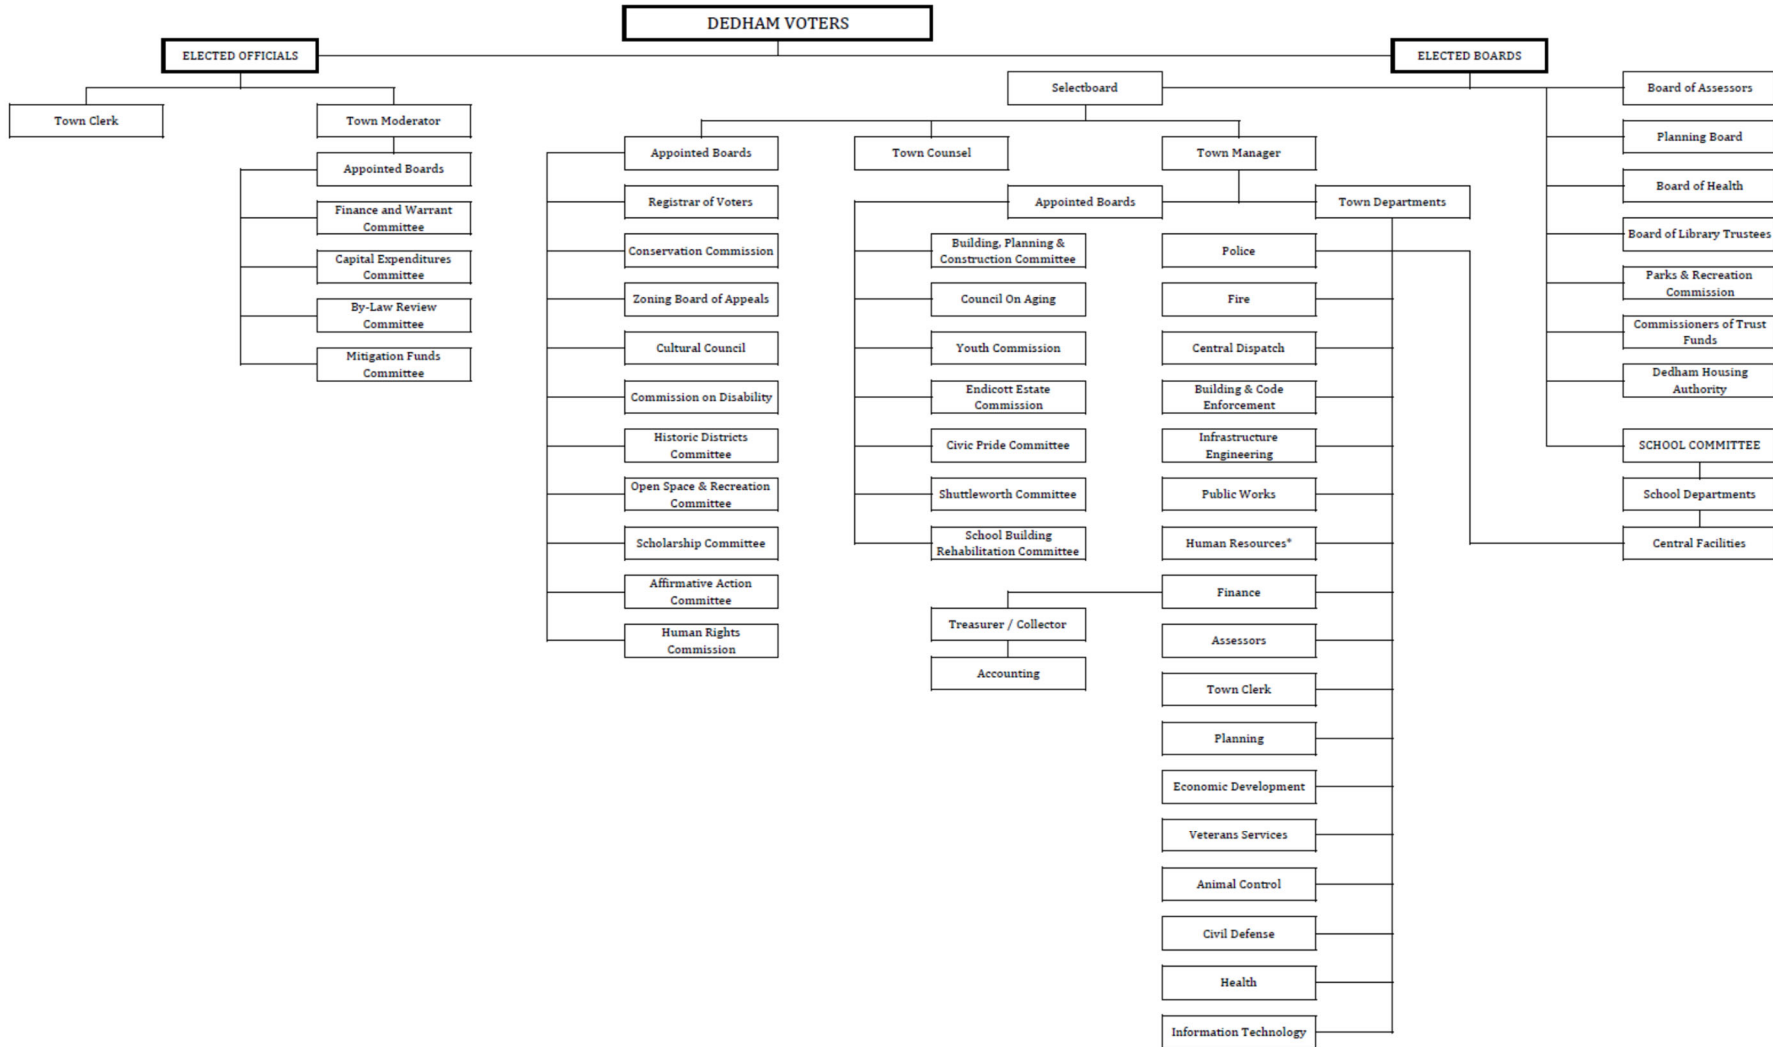 DEDHAM VOTERS
ELECTED OFFICIALS
ELECTED BOARDS
Town Clerk
Town Moderator
Appointed Boards
Finance and Warrant
Committee
Capital Expenditures
Committee
By-Law Review
Committee
Mitigation Funds
Committee
Selectboard
Appointed Boards
Registrar of Voters
Conservation Commission
Zoning Board of Appeals
Cultural Council
Commission on Disability
Historic Districts
Committee
Open Space & Recreation
Committee
Scholarship Committee
Affirmative Action
Committee
Human Rights
Commission
Town Counsel
Town Manager
Appointed Boards
Building, Planning &
Construction Committee
Council On Aging
Youth Commission
Endicott Estate
Commission
Civic Pride Committee
Shuttleworth Committee
School Building
Rehabilitation Committee
Town Departments
Police
Fire
Central Dispatch
Building & Code
Enforcement
Infrastructure
Engineering
Public Works
Human Resources*
Finance
Treasurer / Collector
Accounting
Assessors
Town Clerk
Planning
Economic Development
Veterans Services
Animal Control
Civil Defense
Health
Information Technology
Board of Assessors
Planning Board
Board of Health
Board of Library Trustees
Parks & Recreation
Commission
Commissioners of Trust
Funds
Dedham Housing
Authority
SCHOOL COMMITTEE
School Departments
Central Facilities